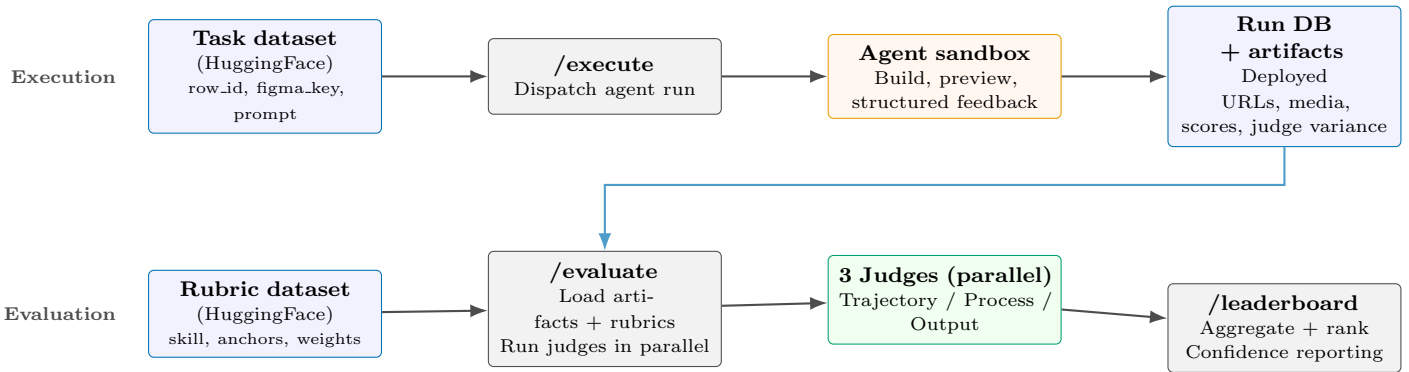 Execution
Task dataset
(HuggingFace)
row_id, figma_key,
prompt
/execute
Dispatch agent run
Agent sandbox
Build, preview,
structured feedback
Run DB
+ artifacts
Deployed
URLs, media,
scores, judge variance
Evaluation
Rubric dataset
(HuggingFace)
skill, anchors, weights
/evaluate
Load arti-
facts + rubrics
Run judges in parallel
3 Judges (parallel)
Trajectory / Process /
Output
/leaderboard
Aggregate + rank
Confidence reporting